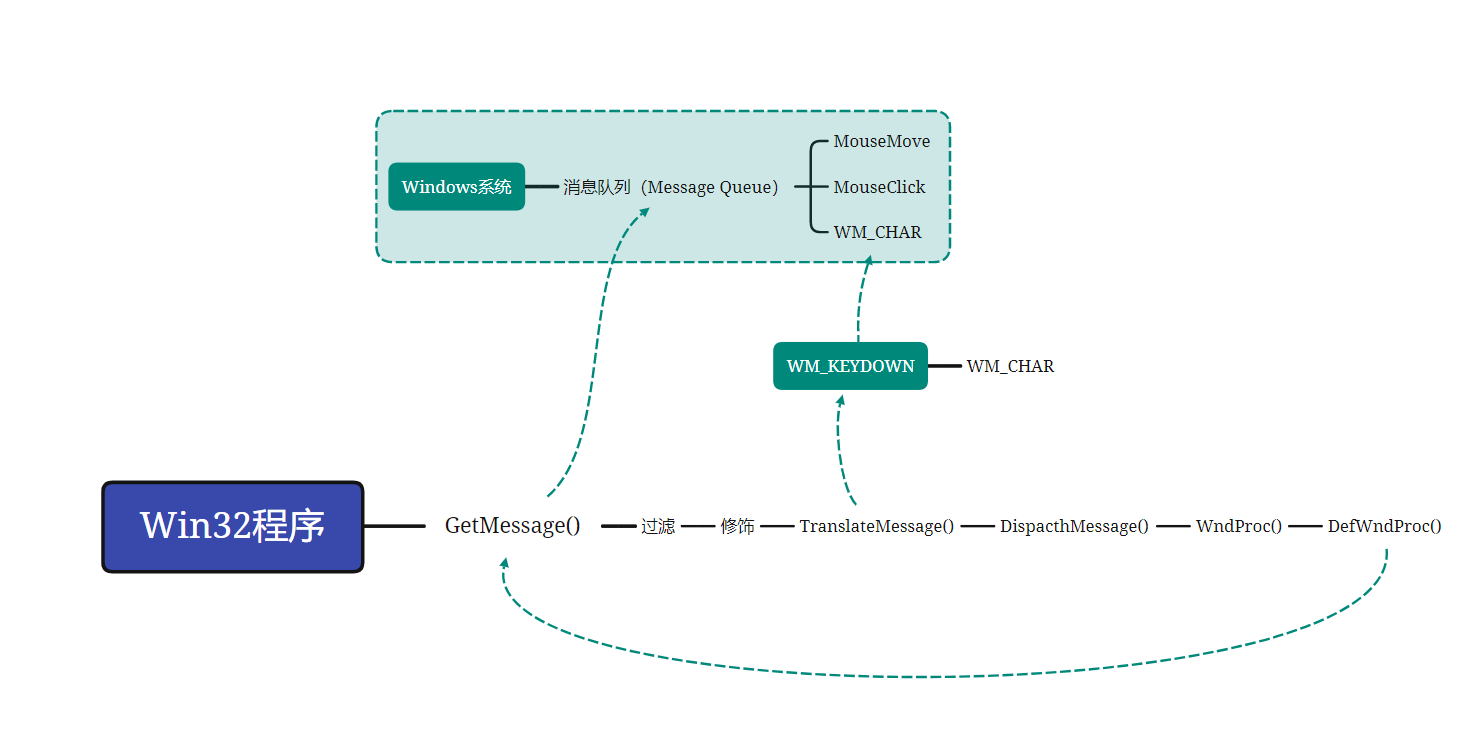 MouseMove
Windows系统
消息队列（Message Queue）
MouseClick
WM_CHAR
WM_KEYDOWN
WM_CHAR
Win32程序
GetMessage()
过滤
修饰
TranslateMessage()
DispacthMessage()
WndProc()
DefWndProc()